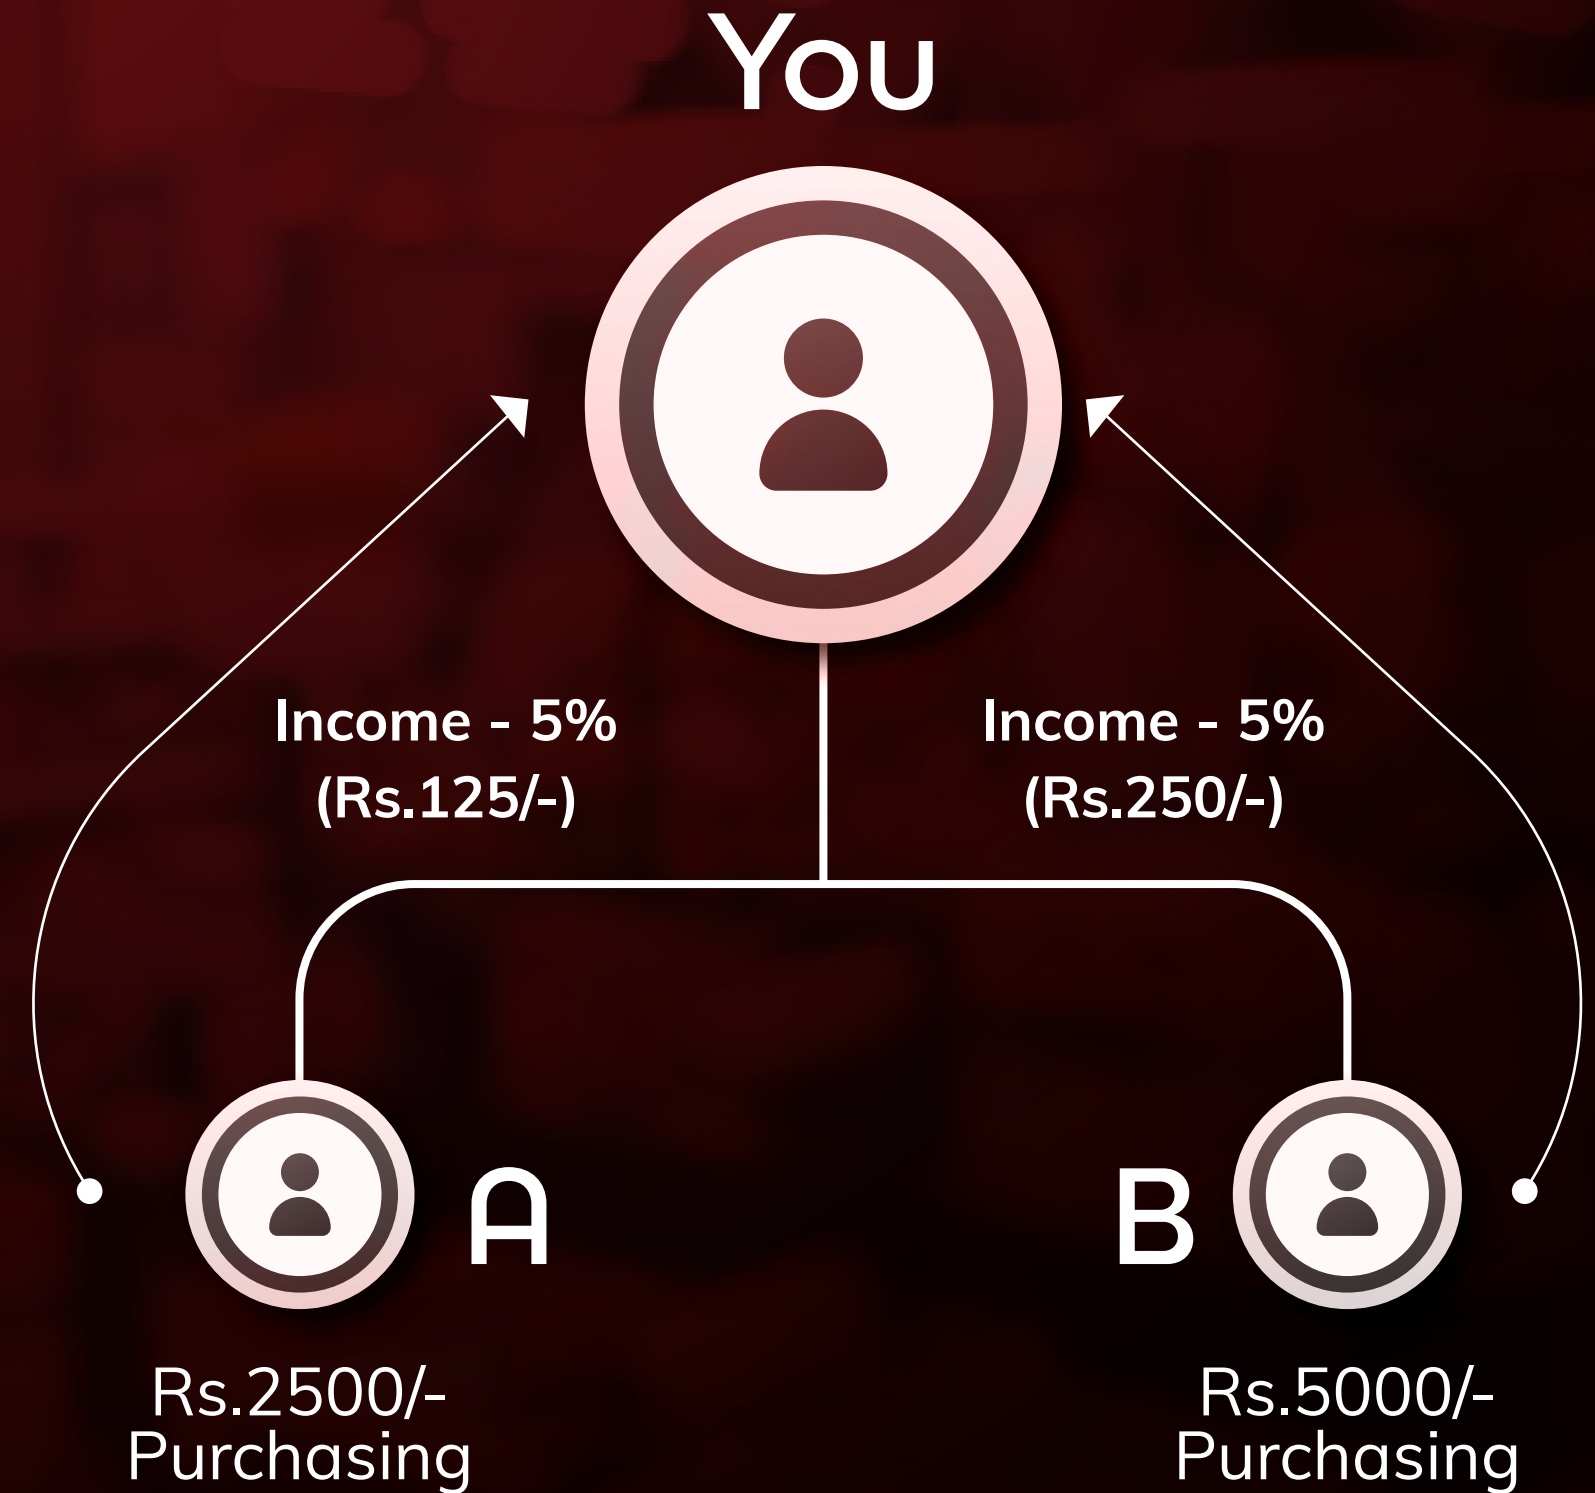 You
Income - 5%
(Rs.125/-)
Income - 5%
(Rs.250/-)
A
B
Rs.2500/-
Purchasing
Rs.5000/-
Purchasing